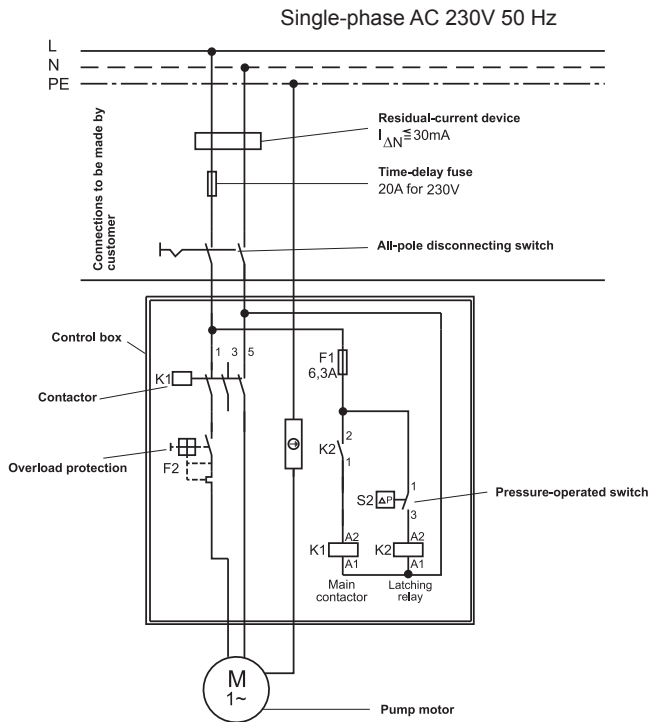 Single-phase AC 230V 50 Hz
L
N
PE
Connections to be made by
customer
Residual-current device
I ΔN ≦ 30mA
Time-delay fuse
20A for 230V
All-pole disconnecting switch
Control box
1 3 5
F1
6,3A
K1
Contactor
2
K2
1
Overload protection
F2
1
S2 ΔP
3
Pressure-operated switch
A2
K1
A1
A2
K2
A1
Main
contactor
Latching
relay
M
1~
Pump motor